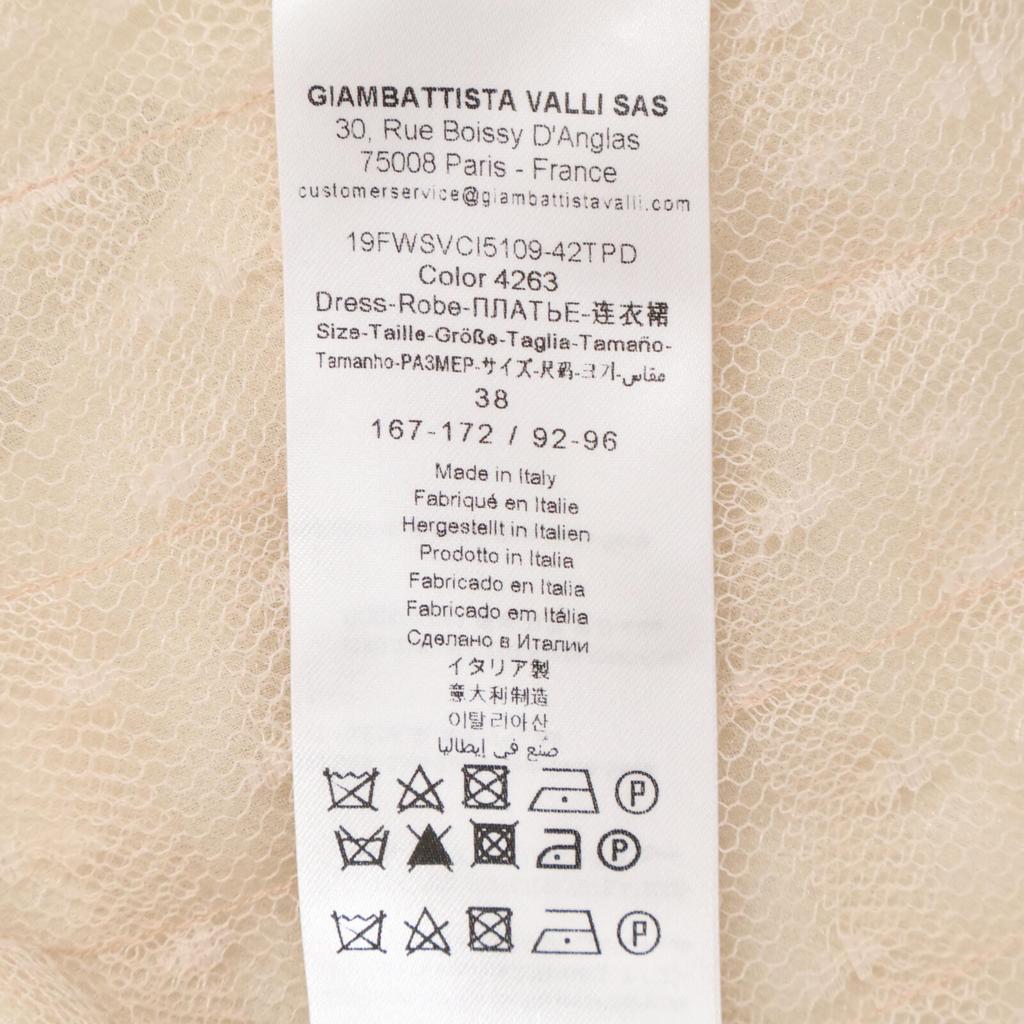 GIAMBATTISTA VALLI SAS
30, Rue Boissy D'Anglas
75008 Paris - France
customerservice@giambattistavalli.com
19FWSVCI5109-42TPD
Color 4263
Dress-Robe-ПЛАТЬЕ-连衣裙
Size-Taille-Größe-Taglia-Tamaño-
Tamanho-РАЗМЕР-サイズ-尺码-크기-مقاس
38
167-172 / 92-96
Made in Italy
Fabriqué en Italie
Hergestellt in Italien
Prodotto in Italia
Fabricado en Italia
Fabricado em Itália
Сделано в Италии
イタリア製
意大利制造
이탈리아산
صنع في إيطاليا
P
P
P